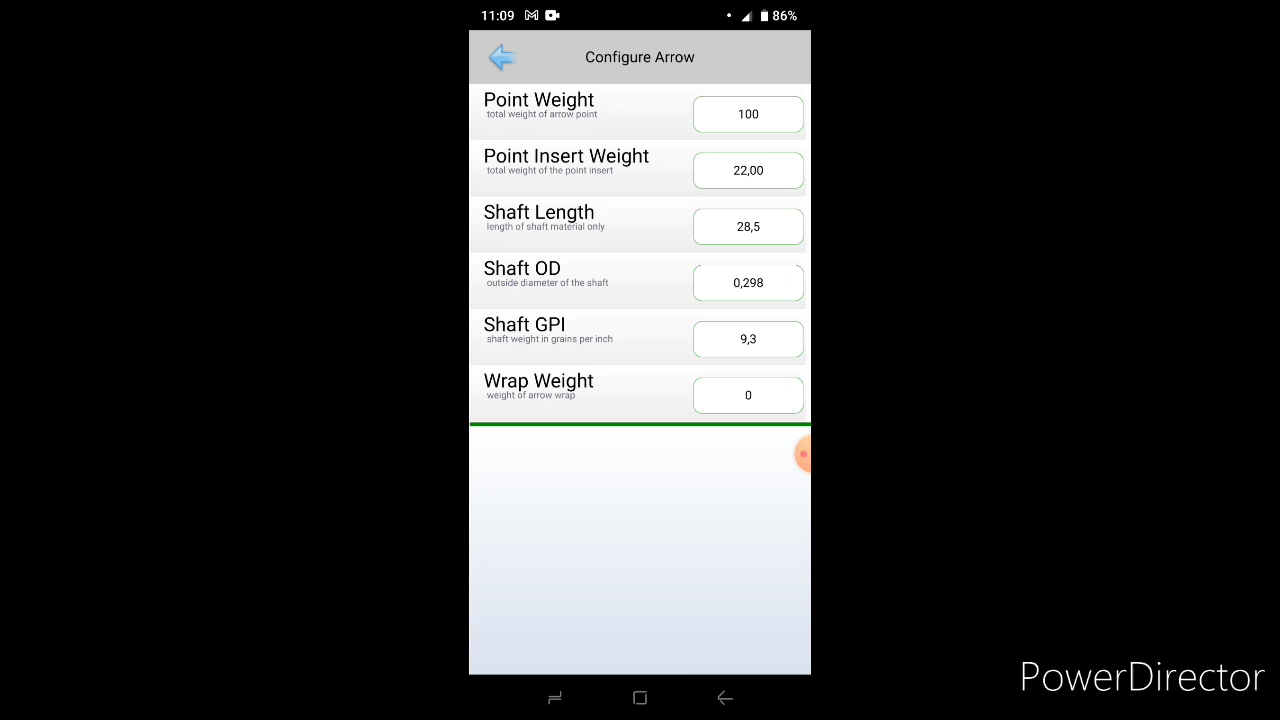 11:09 86%
Configure Arrow
Point Weight
total weight of arrow point
100
Point Insert Weight
total weight of the point insert
22,00
Shaft Length
length of shaft material only
28,5
Shaft OD
outside diameter of the shaft
0,298
Shaft GPI
shaft weight in grains per inch
9,3
Wrap Weight
weight of arrow wrap
0
PowerDirector